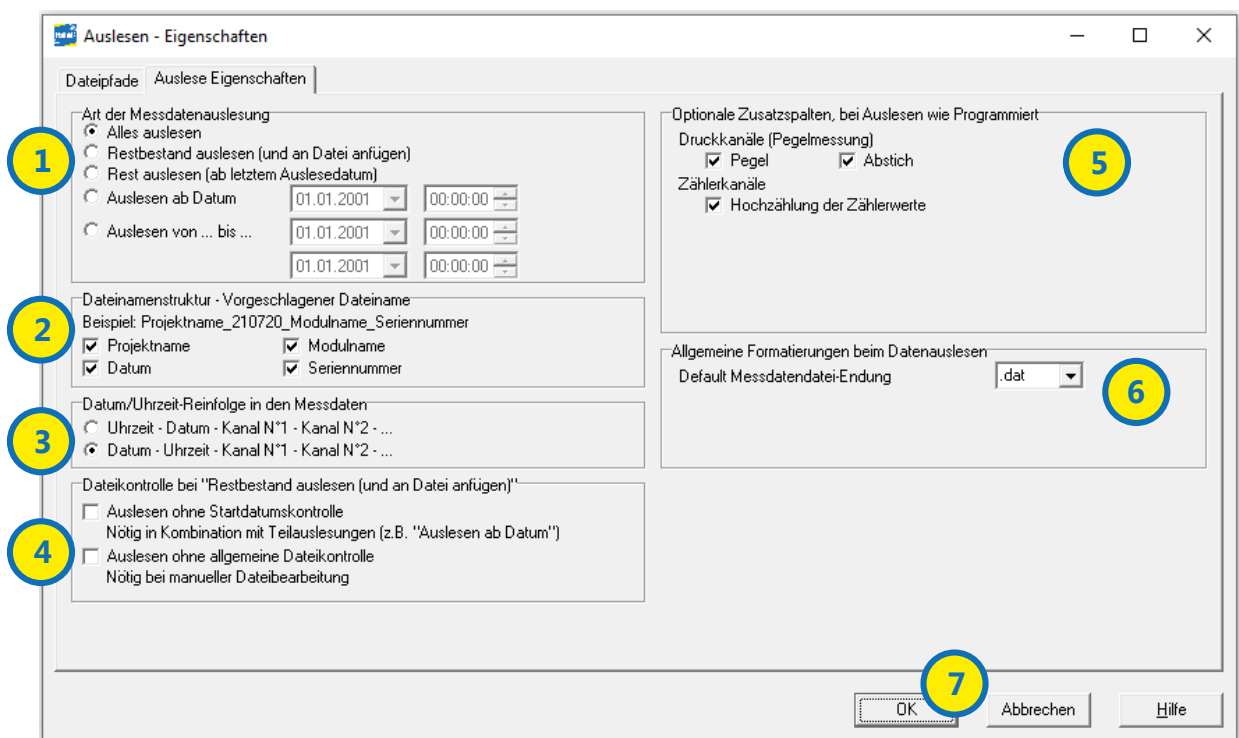 Auslesen - Eigenschaften
Dateipfade Auslese Eigenschaften
Art der Messdatenauslesung
Alles auslesen
Restbestand auslesen (und an Datei anfügen)
Rest auslesen (ab letztem Auslesedatum)
Auslesen ab Datum 01.01.2001 00:00:00
Auslesen von ... bis ... 01.01.2001 00:00:00
01.01.2001 00:00:00
1
Dateinamenstruktur - Vorgeschlagener Dateiname
Beispiel: Projektname_210720_Modulname_Seriennummer
Projektname Modulname
Datum Seriennummer
2
Datum/Uhrzeit-Reinfolge in den Messdaten
Uhrzeit - Datum - Kanal N°1 - Kanal N°2 - ...
Datum - Uhrzeit - Kanal N°1 - Kanal N°2 - ...
3
Dateikontrolle bei "Restbestand auslesen (und an Datei anfügen)"
Auslesen ohne Startdatumskontrolle
Nötig in Kombination mit Teilauslesungen (z.B. "Auslesen ab Datum")
Auslesen ohne allgemeine Dateikontrolle
Nötig bei manueller Dateibearbeitung
4
Optionale Zusatzspalten, bei Auslesen wie Programmiert
Druckkanäle (Pegelmessung)
Pegel Abstich
Zählerkanäle
Hochzählung der Zählerwerte
5
Allgemeine Formatierungen beim Datenauslesen
Default Messdatendatei-Endung .dat
6
7
OK Abbrechen Hilfe